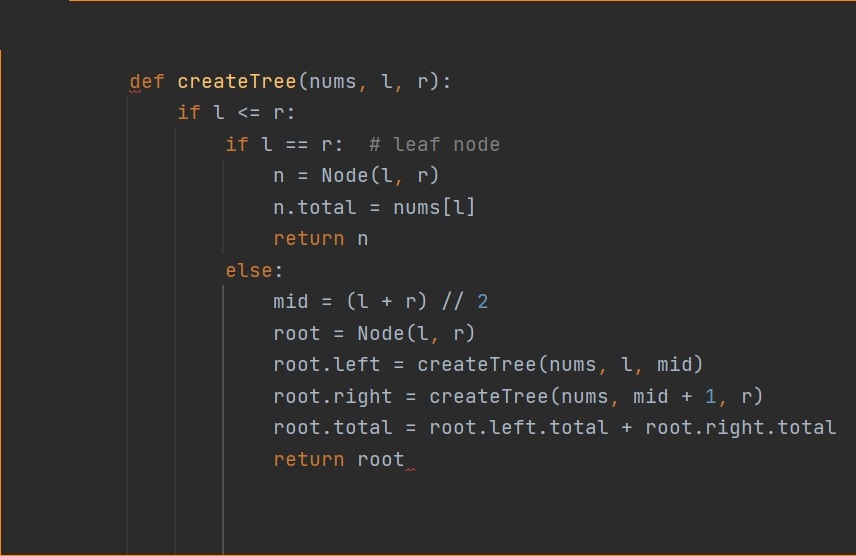 def createTree(nums, l, r):
if l <= r:
if l == r:  # leaf node
n = Node(l, r)
n.total = nums[l]
return n
else:
mid = (l + r) // 2
root = Node(l, r)
root.left = createTree(nums, l, mid)
root.right = createTree(nums, mid + 1, r)
root.total = root.left.total + root.right.total
return root